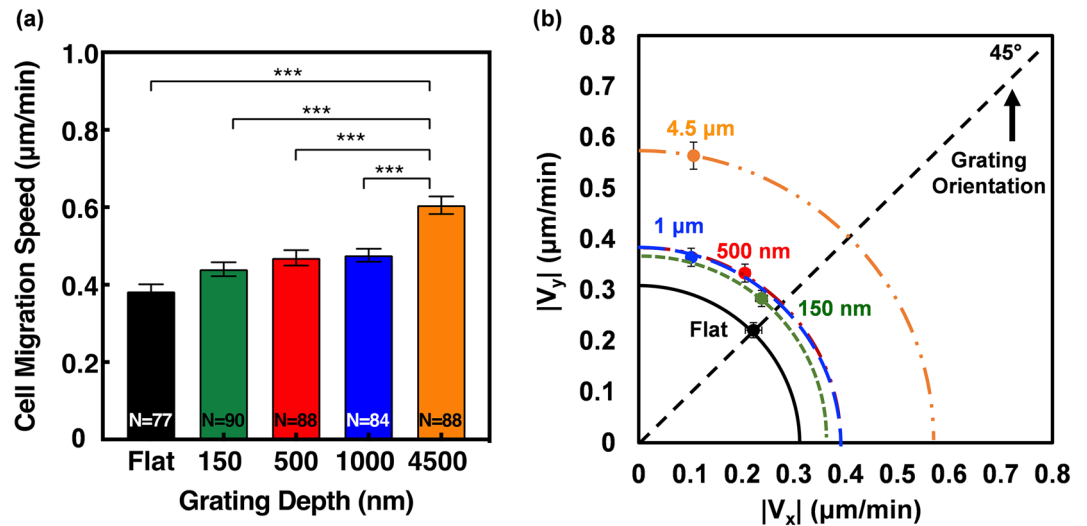 (a)
Cell Migration Speed (µm/min)
1.0
0.8
0.6
0.4
0.2
0
***
***
***
***
N=77
N=90
N=88
N=84
N=88
Flat
150
500
1000
4500
Grating Depth (nm)
(b)
|Vy| (µm/min)
0.8
0.7
0.6
0.5
0.4
0.3
0.2
0.1
0
45°
Grating
Orientation
4.5 µm
1 µm
500 nm
150 nm
Flat
0
0.1
0.2
0.3
0.4
0.5
0.6
0.7
0.8
|Vx| (µm/min)